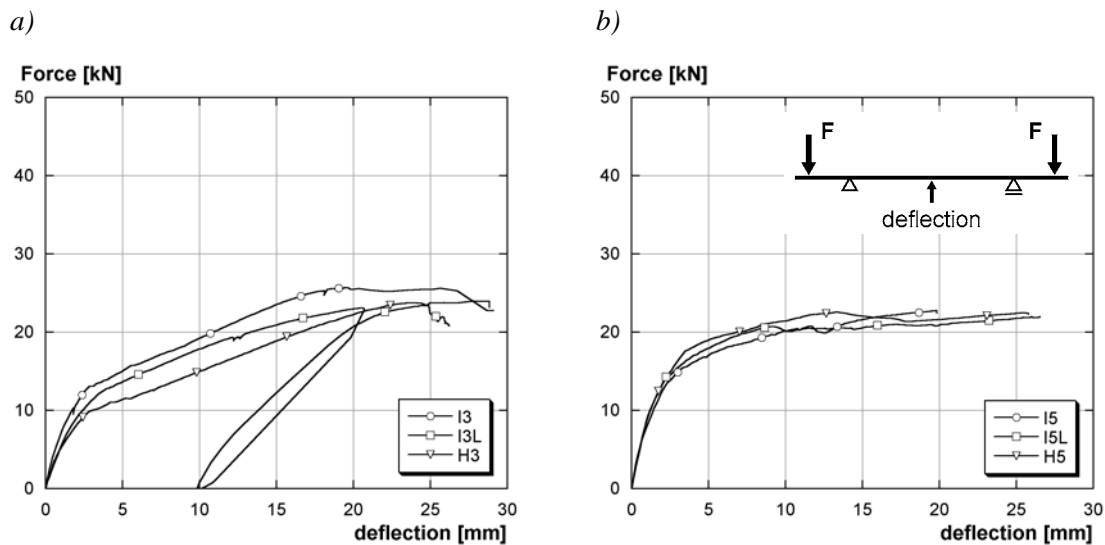 a)
Force [kN]
50
40
30
20
10
0
0 5 10 15 20 25 30
deflection [mm]
I3
I3L
H3
b)
Force [kN]
50
40
30
20
10
0
0 5 10 15 20 25 30
deflection [mm]
F F
deflection
I5
I5L
H5